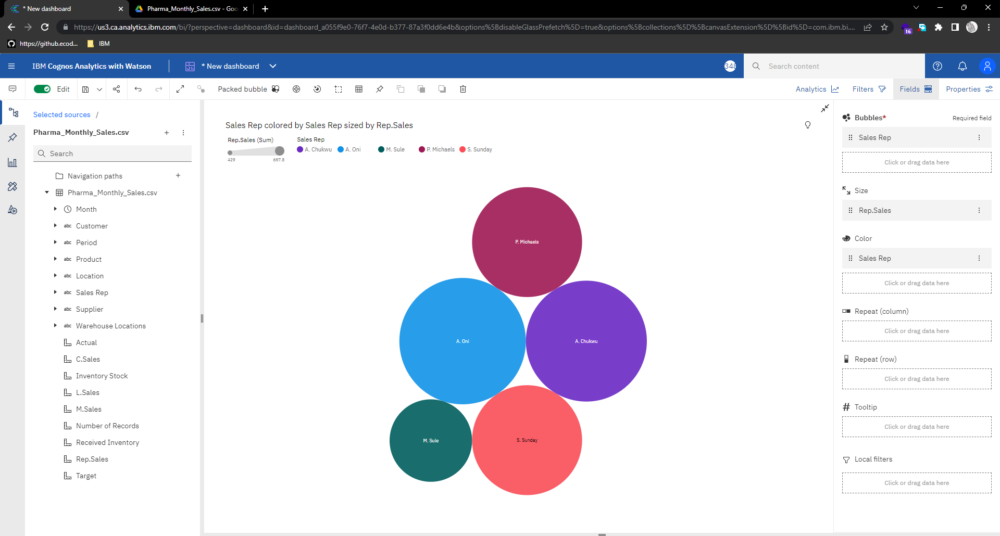 * New dashboard
Pharma_Monthly_Sales.csv - Goo
https://us3.ca.analytics.ibm.com/bi/?perspective=dashboard&id=dashboard_a055f9e0-76f7-4e0d-b377-87a3f0dd6e4b&options%5BdisableGlassPrefetch%5D=true&options%5Bcollections%5D%5BcanvasExtension%5D%5Bid%5D=com.ibm.bi....
16
https://github.ecod...
IBM
IBM Cognos Analytics with Watson
* New dashboard
348
Search content
Edit
Packed bubble
Analytics
Filters
Fields
Properties
Selected sources /
Pharma_Monthly_Sales.csv
Search
Navigation paths
Pharma_Monthly_Sales.csv
Month
abc Customer
abc Period
abc Product
abc Location
abc Sales Rep
abc Supplier
abc Warehouse Locations
Actual
C.Sales
Inventory Stock
L.Sales
M.Sales
Number of Records
Received Inventory
Rep.Sales
Target
Sales Rep colored by Sales Rep sized by Rep.Sales
Rep.Sales (Sum)
429
657.8
Sales Rep
A. Chukwu
A. Oni
M. Sule
P. Michaels
S. Sunday
P. Michaels
A. Oni
A. Chukwu
M. Sule
S. Sunday
Bubbles*
Required field
Sales Rep
Click or drag data here
Size
Rep.Sales
Color
Sales Rep
Click or drag data here
Repeat (column)
Click or drag data here
Repeat (row)
Click or drag data here
Tooltip
Click or drag data here
Local filters
Click or drag data here